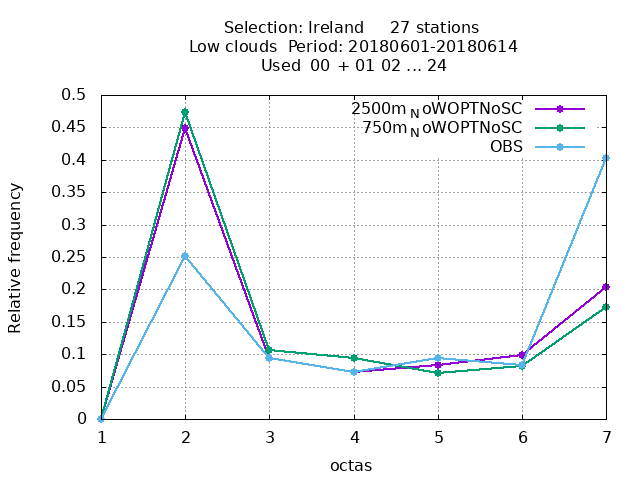 Selection: Ireland 27 stations
Low clouds Period: 20180601-20180614
Used 00 + 01 02 ... 24
2500m_NoWOPTNoSC
750m_NoWOPTNoSC
OBS
Relative frequency
0.5
0.45
0.4
0.35
0.3
0.25
0.2
0.15
0.1
0.05
0
1 2 3 4 5 6 7
octas